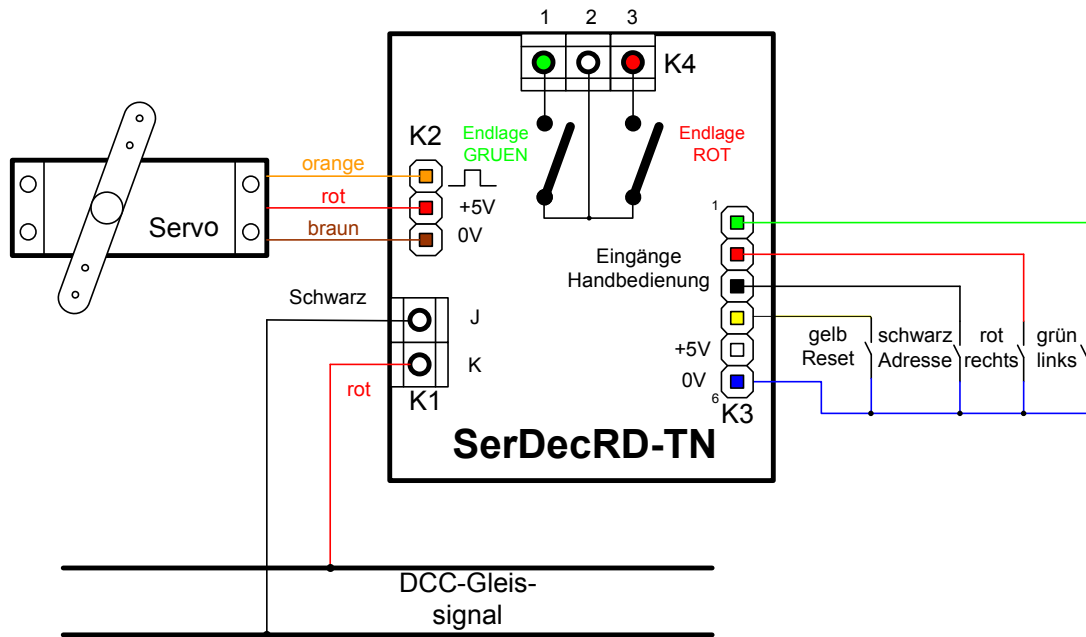 1 2 3
K4
K2
Endlage
GRUEN
Endlage
ROT
orange
rot
+5V
braun
0V
Servo
1
Eingänge
Handbedienung
Schwarz
J
K
rot
K1
+5V
0V
6
K3
gelb
Reset
schwarz
Adresse
rot
rechts
grün
links
SerDecRD-TN
DCC-Gleis-
signal